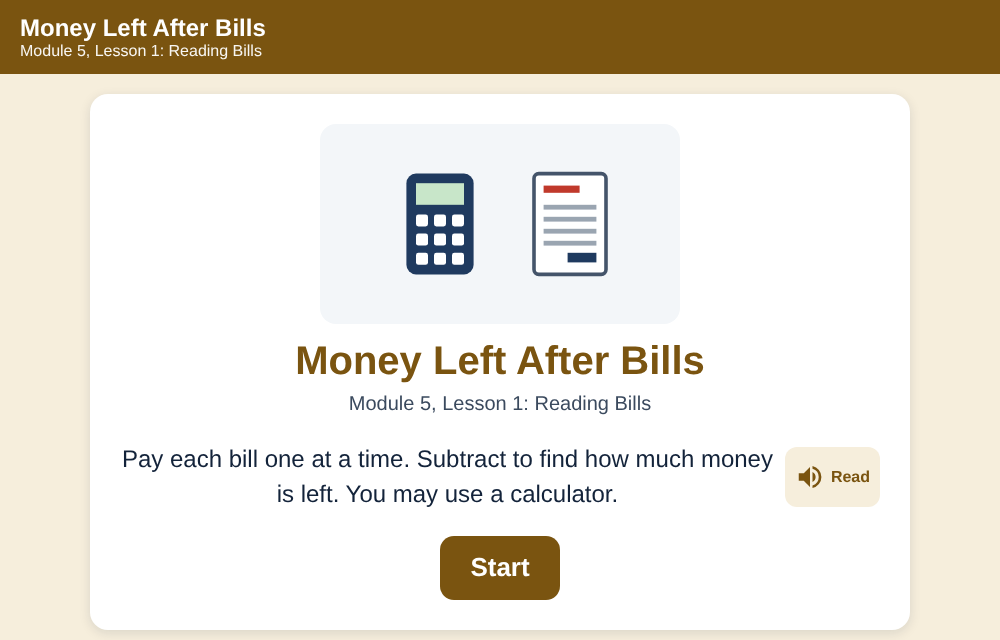 Money Left After Bills
Module 5, Lesson 1: Reading Bills
Money Left After Bills
Module 5, Lesson 1: Reading Bills
Pay each bill one at a time. Subtract to find how much money
is left. You may use a calculator.
Read
Start